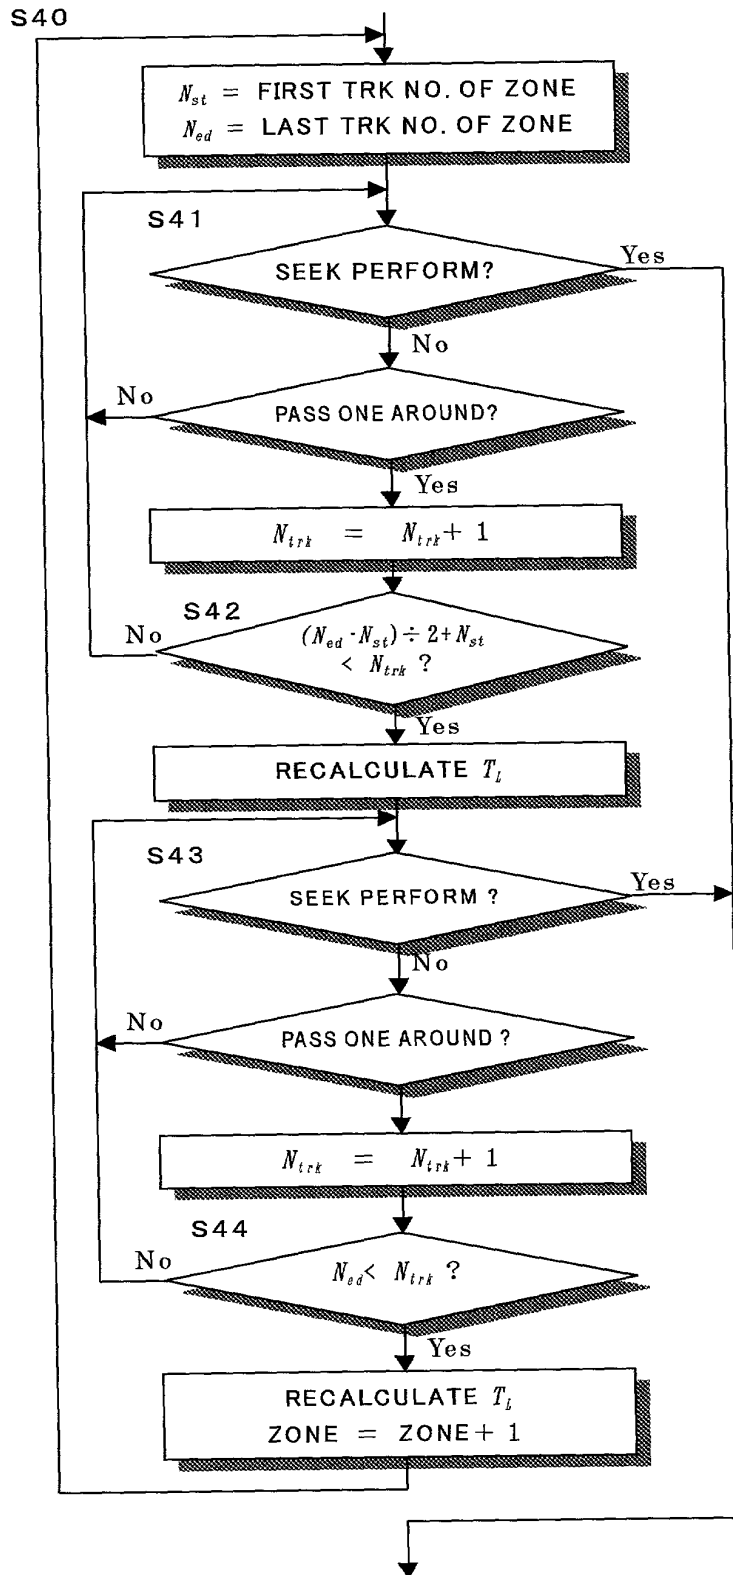 S40
N_st = FIRST TRK NO. OF ZONE
N_ed = LAST TRK NO. OF ZONE
S41
SEEK PERFORM?
Yes
No
No
PASS ONE AROUND?
Yes
N_trk = N_trk + 1
S42
No
(N_ed - N_st) ÷ 2 + N_st
< N_trk ?
Yes
RECALCULATE T_L
S43
SEEK PERFORM ?
Yes
No
No
PASS ONE AROUND ?
N_trk = N_trk + 1
S44
No
N_ed < N_trk ?
Yes
RECALCULATE T_L
ZONE = ZONE + 1